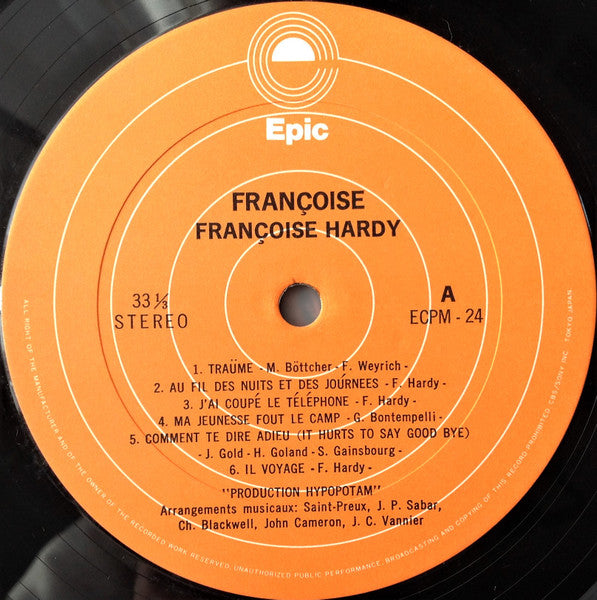 Epic
FRANÇOISE
FRANÇOISE HARDY
33 ⅓
STEREO
A
ECPM - 24
1. TRAÜME - M. Böttcher - F. Weyrich -
2. AU FIL DES NUITS ET DES JOÚRNEES - F. Hardy -
3. J'AI COUPÉ LE TÉLÉPHONE - F. Hardy -
4. MA JEUNESSE FOUT LE CAMP - G. Bontempelli -
5. COMMENT TE DIRE ADIEU (IT HURTS TO SAY GOOD BYE)
- J. Gold - H. Goland - S. Gainsbourg -
6. IL VOYAGE - F. Hardy -
"PRODUCTION HYPOPOTAM"
Arrangements musicaux: Saint-Preux, J. P. Sabar,
Ch. Blackwell, John Cameron, J. C. Vannier
ALL RIGHT OF THE MANUFACTURER AND OF THE OWNER OF THE RECORDED WORK RESERVED. UNAUTHORIZED PUBLIC PERFORMANCE, BROADCASTING AND COPYING OF THIS RECORD PROHIBITED CBS/SONY INC. TOKYO JAPAN.